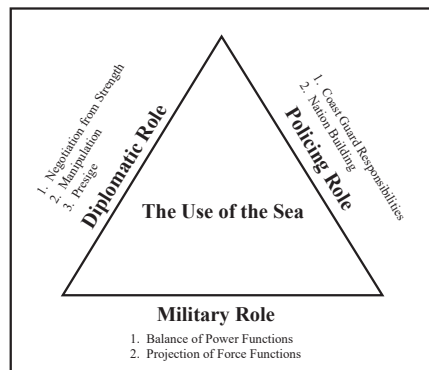 Diplomatic Role
1. Negotiation from Strength
2. Manipulation
3. Presige
Policing Role
1. Coast Guard Responsibilities
2. Nation Building
The Use of the Sea
Military Role
1. Balance of Power Functions
2. Projection of Force Functions